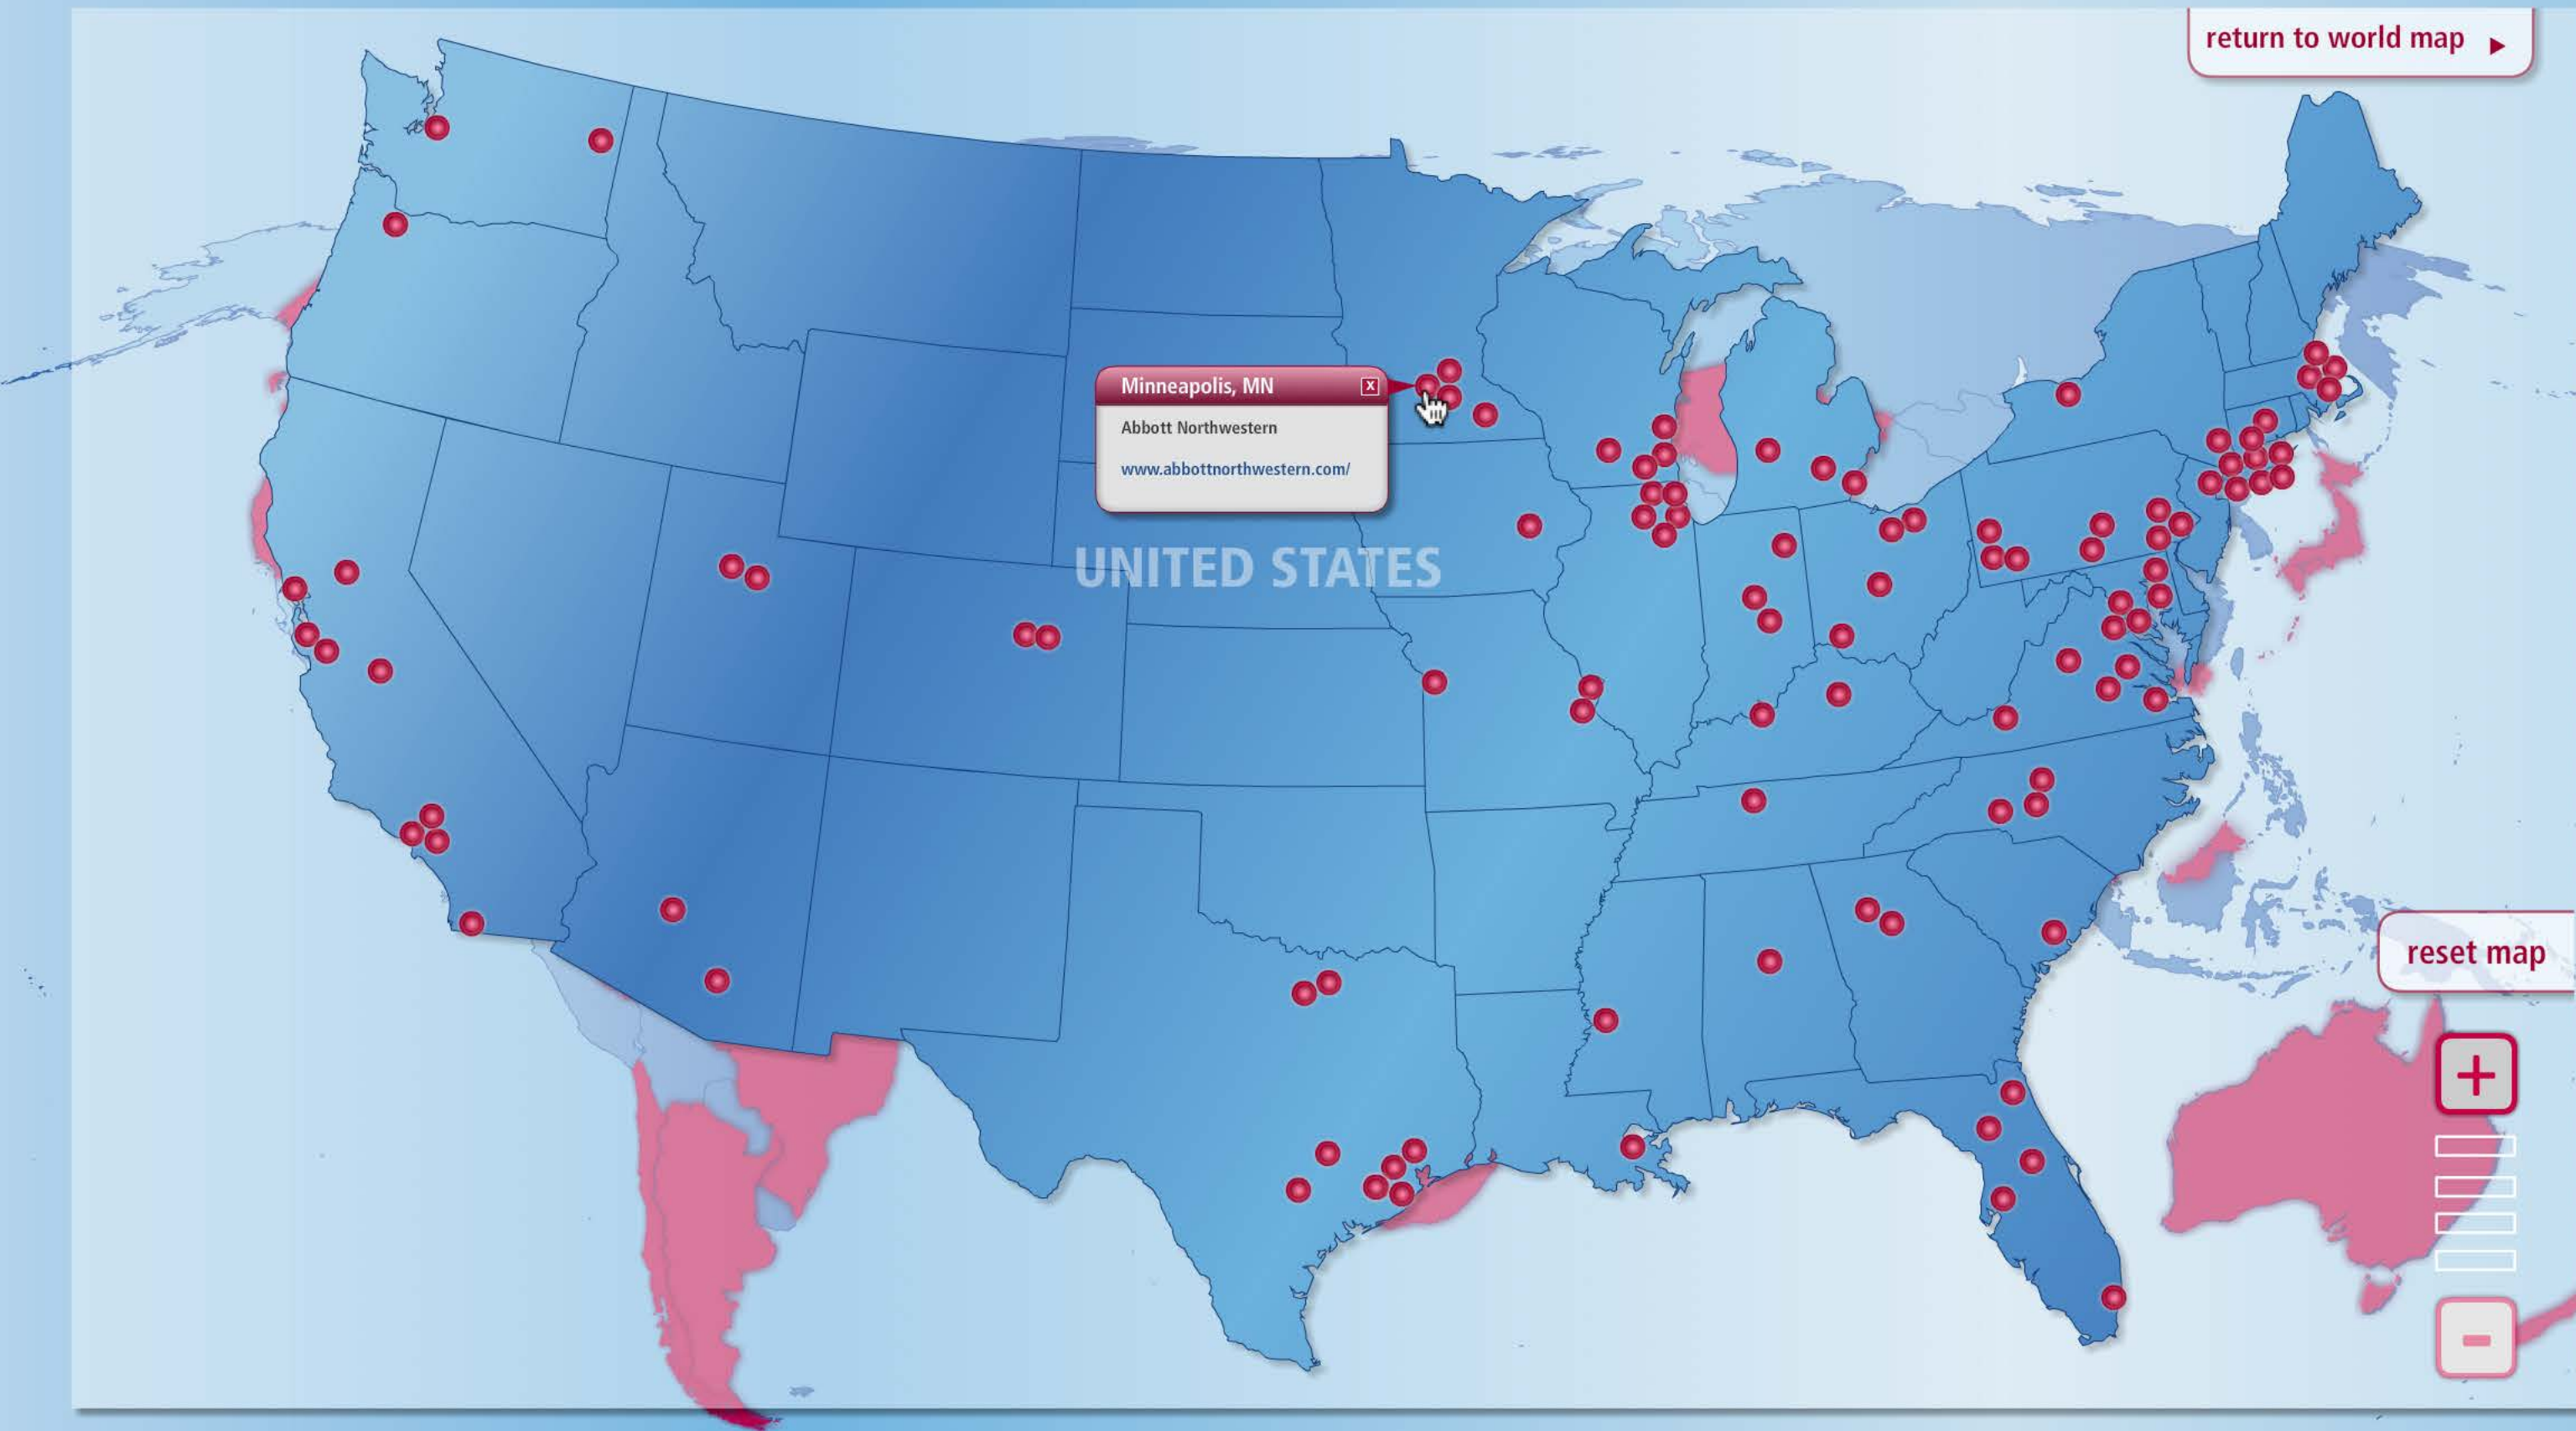 return to world map
Minneapolis, MN
x
Abbott Northwestern
www.abbottnorthwestern.com/
UNITED STATES
reset map
+
-